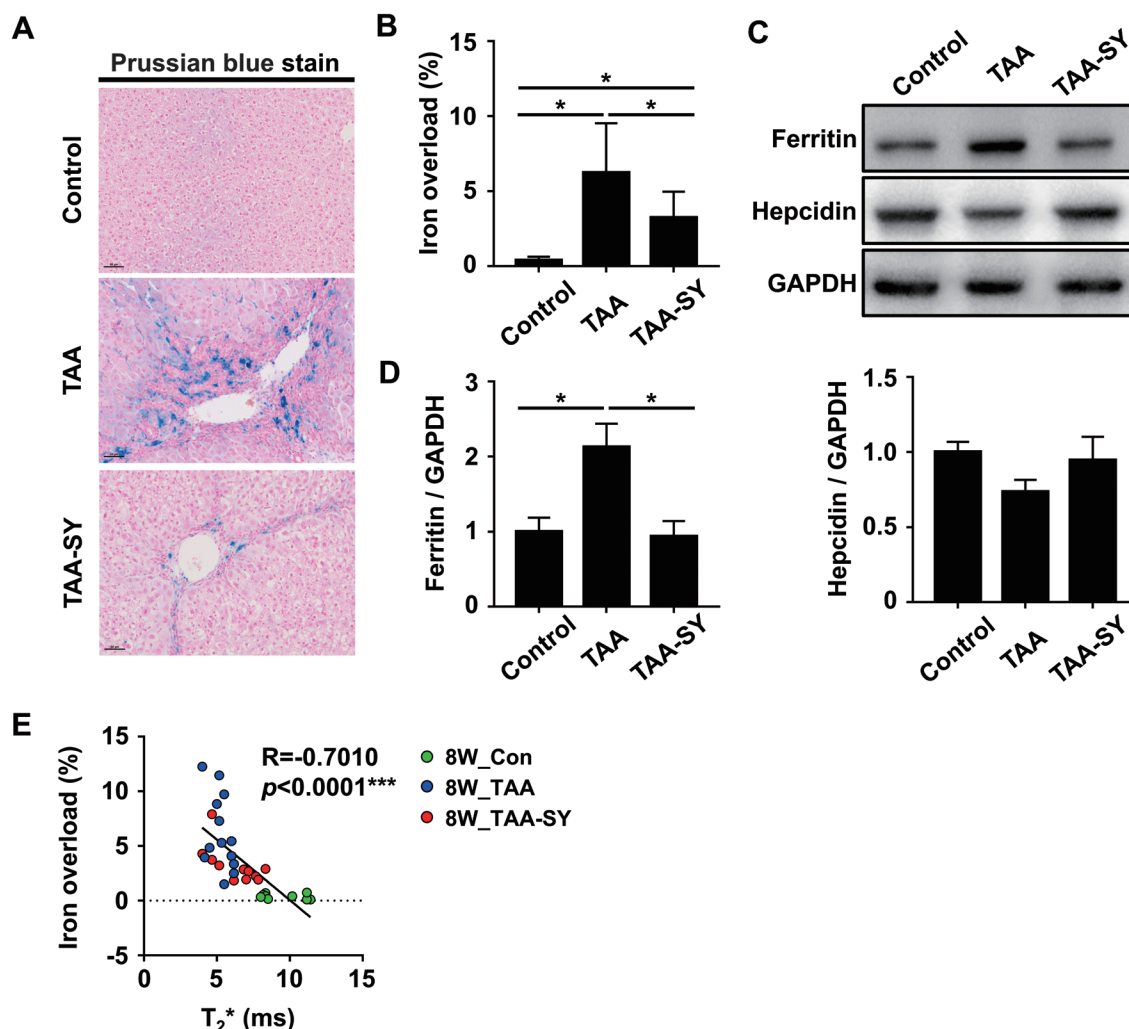 A
Prussian blue stain
Control
TAA
TAA-SY
B
Iron overload (%)
15
10
5
0
Control
TAA
TAA-SY
*
*
*
C
Control
TAA
TAA-SY
Ferritin
Hepcidin
GAPDH
D
Ferritin / GAPDH
3
2
1
0
Control
TAA
TAA-SY
*
*
Hepcidin / GAPDH
1.5
1.0
0.5
0
Control
TAA
TAA-SY
E
Iron overload (%)
15
10
5
0
-5
0
5
10
15
T2* (ms)
R=-0.7010
p<0.0001***
8W_Con
8W_TAA
8W_TAA-SY